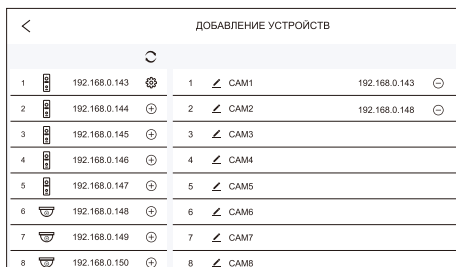 ДОБАВЛЕНИЕ УСТРОЙСТВ
1 192.168.0.143 1 CAM1 192.168.0.143
2 192.168.0.144 2 CAM2 192.168.0.148
3 192.168.0.145 3 CAM3
4 192.168.0.146 4 CAM4
5 192.168.0.147 5 CAM5
6 192.168.0.148 6 CAM6
7 192.168.0.149 7 CAM7
8 192.168.0.150 8 CAM8